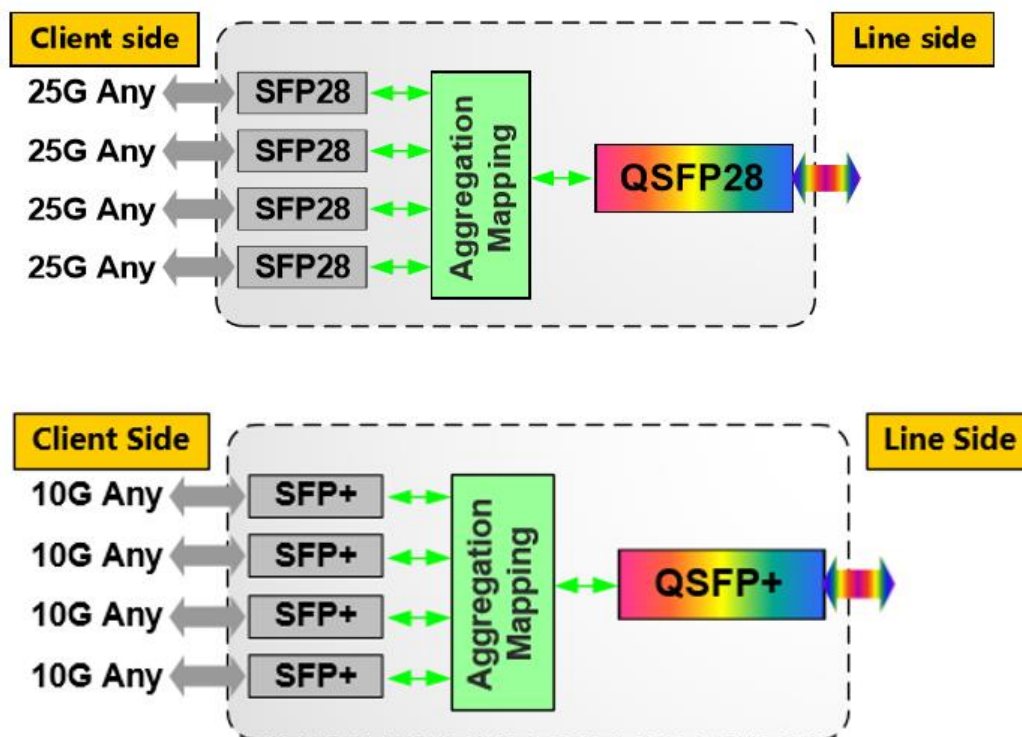 Client side
Line side
25G Any
SFP28
25G Any
SFP28
25G Any
SFP28
25G Any
SFP28
Aggregation
Mapping
QSFP28
Client Side
Line Side
10G Any
SFP+
10G Any
SFP+
10G Any
SFP+
10G Any
SFP+
Aggregation
Mapping
QSFP+